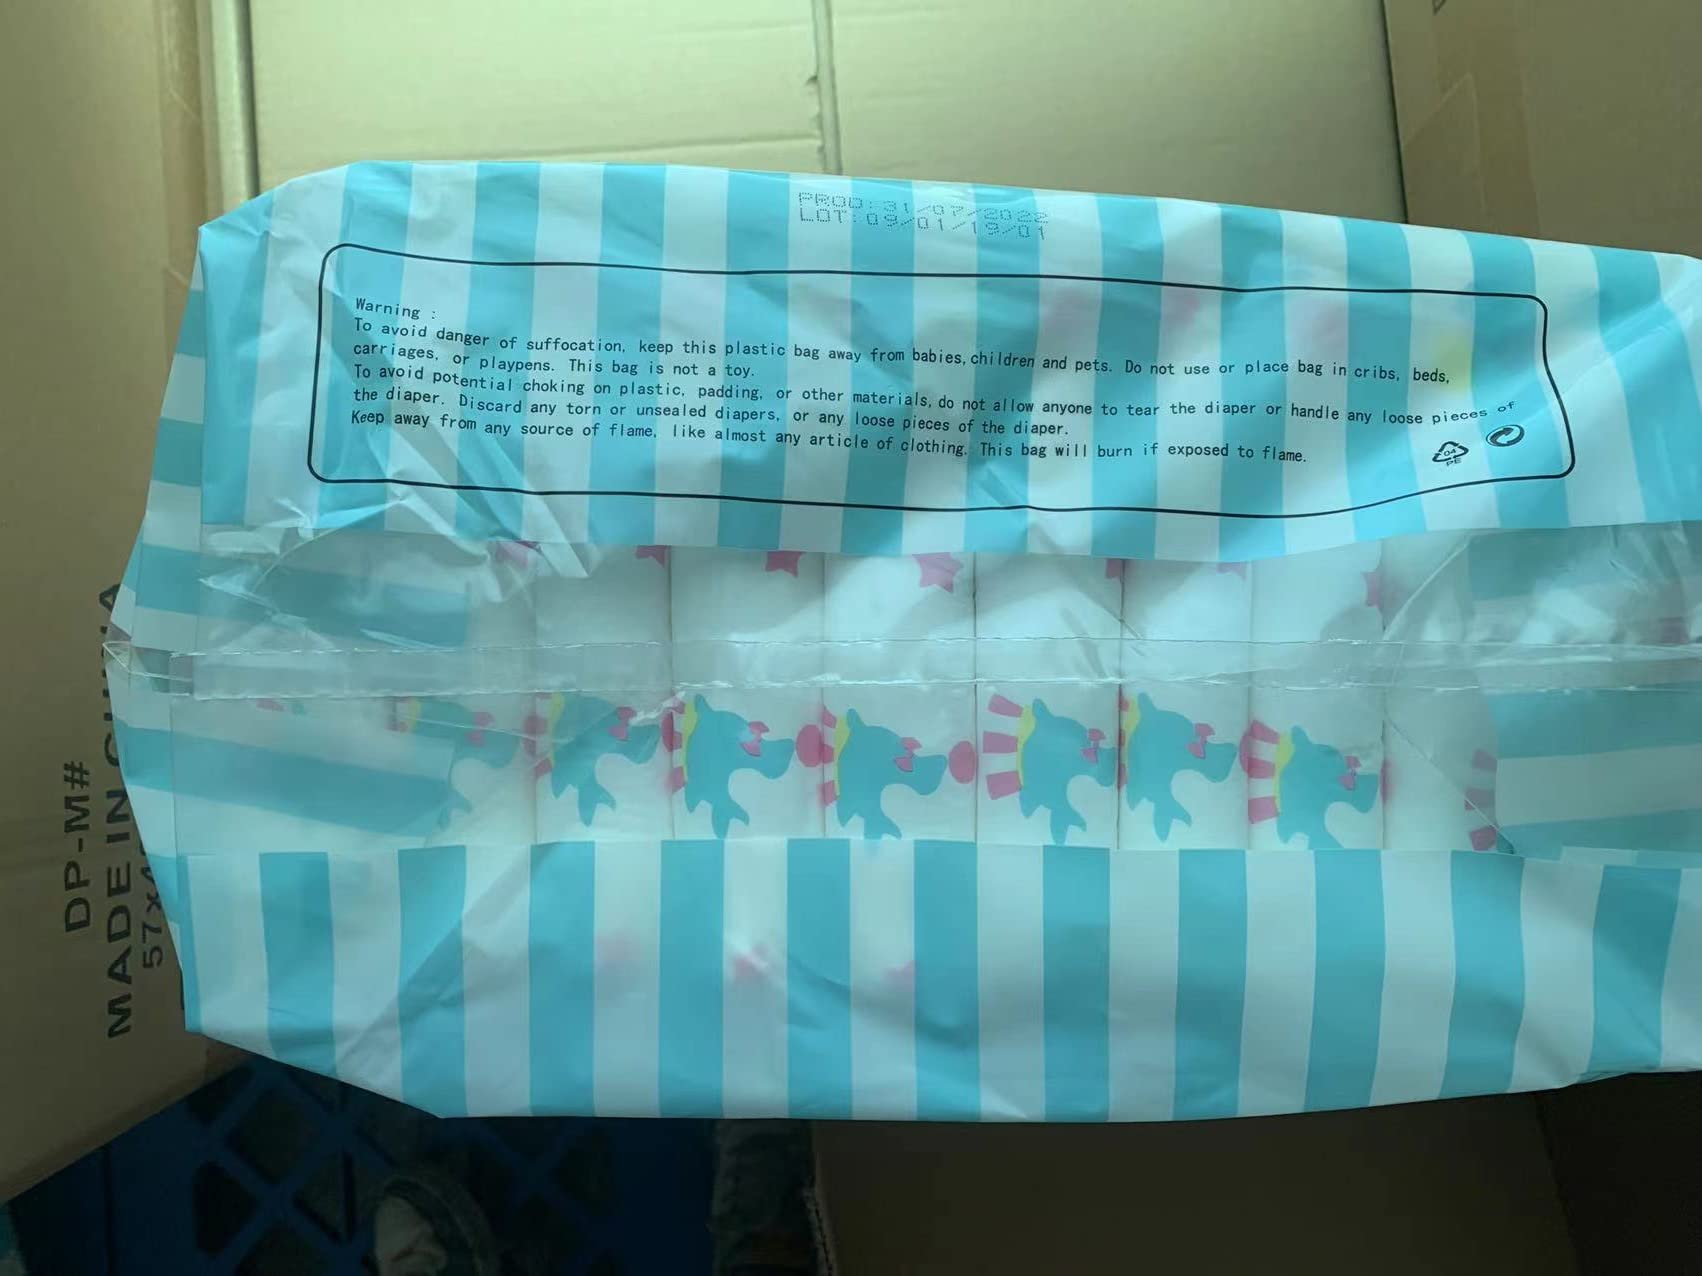 PROD: 31/07/2022
LOT: 09/01/19/01
Warning :
To avoid danger of suffocation, keep this plastic bag away from babies, children and pets. Do not use or place bag in cribs, beds,
carriages, or playpens. This bag is not a toy.
To avoid potential choking on plastic, padding, or other materials, do not allow anyone to tear the diaper or handle any loose pieces of
the diaper. Discard any torn or unsealed diapers, or any loose pieces of the diaper.
Keep away from any source of flame, like almost any article of clothing. This bag will burn if exposed to flame.
04
PE
DP-M#
MADE IN CHINA